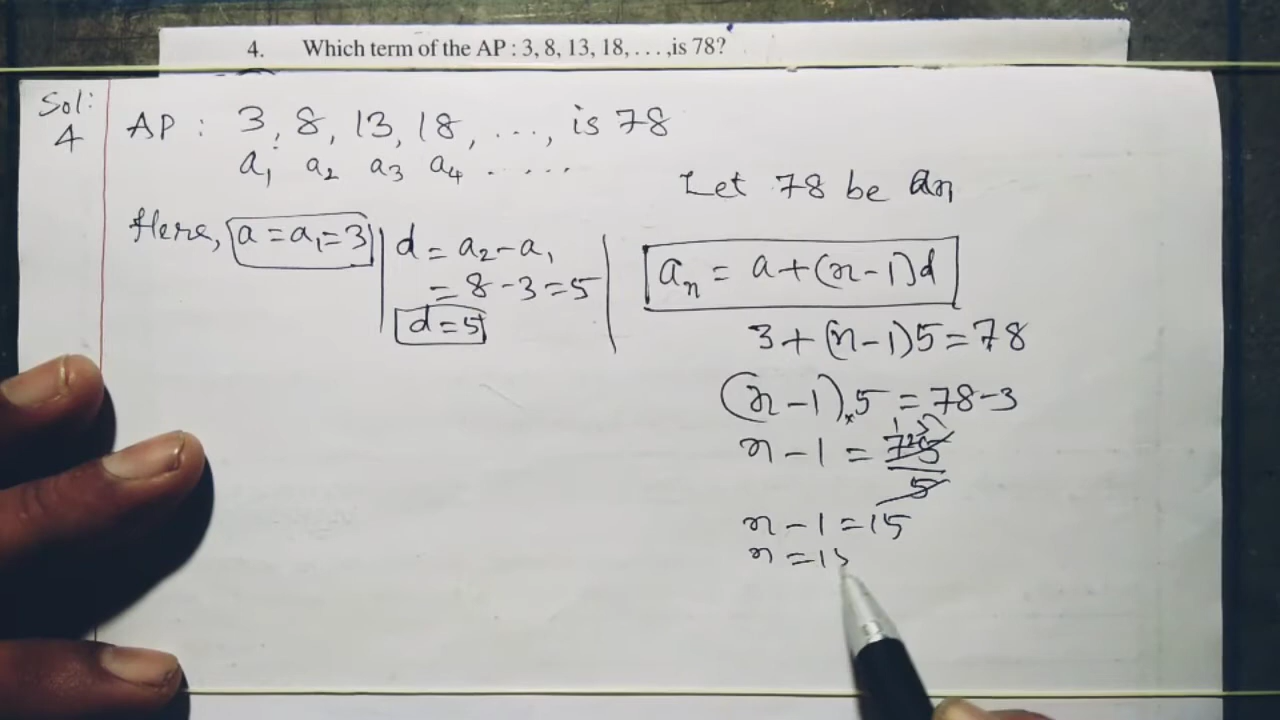 4. Which term of the AP : 3, 8, 13, 18, . . . ,is 78?
Sol:
4
AP : 3, 8, 13, 18, ..., is 78
a1 a2 a3 a4 . . . . .
Here, a = a1 = 3
d = a2 - a1
= 8 - 3 = 5
d = 5
Let 78 be an
an = a + (n - 1)d
3 + (n - 1)5 = 78
(n - 1) × 5 = 78 - 3
n - 1 = 75
5
n - 1 = 15
n = 15